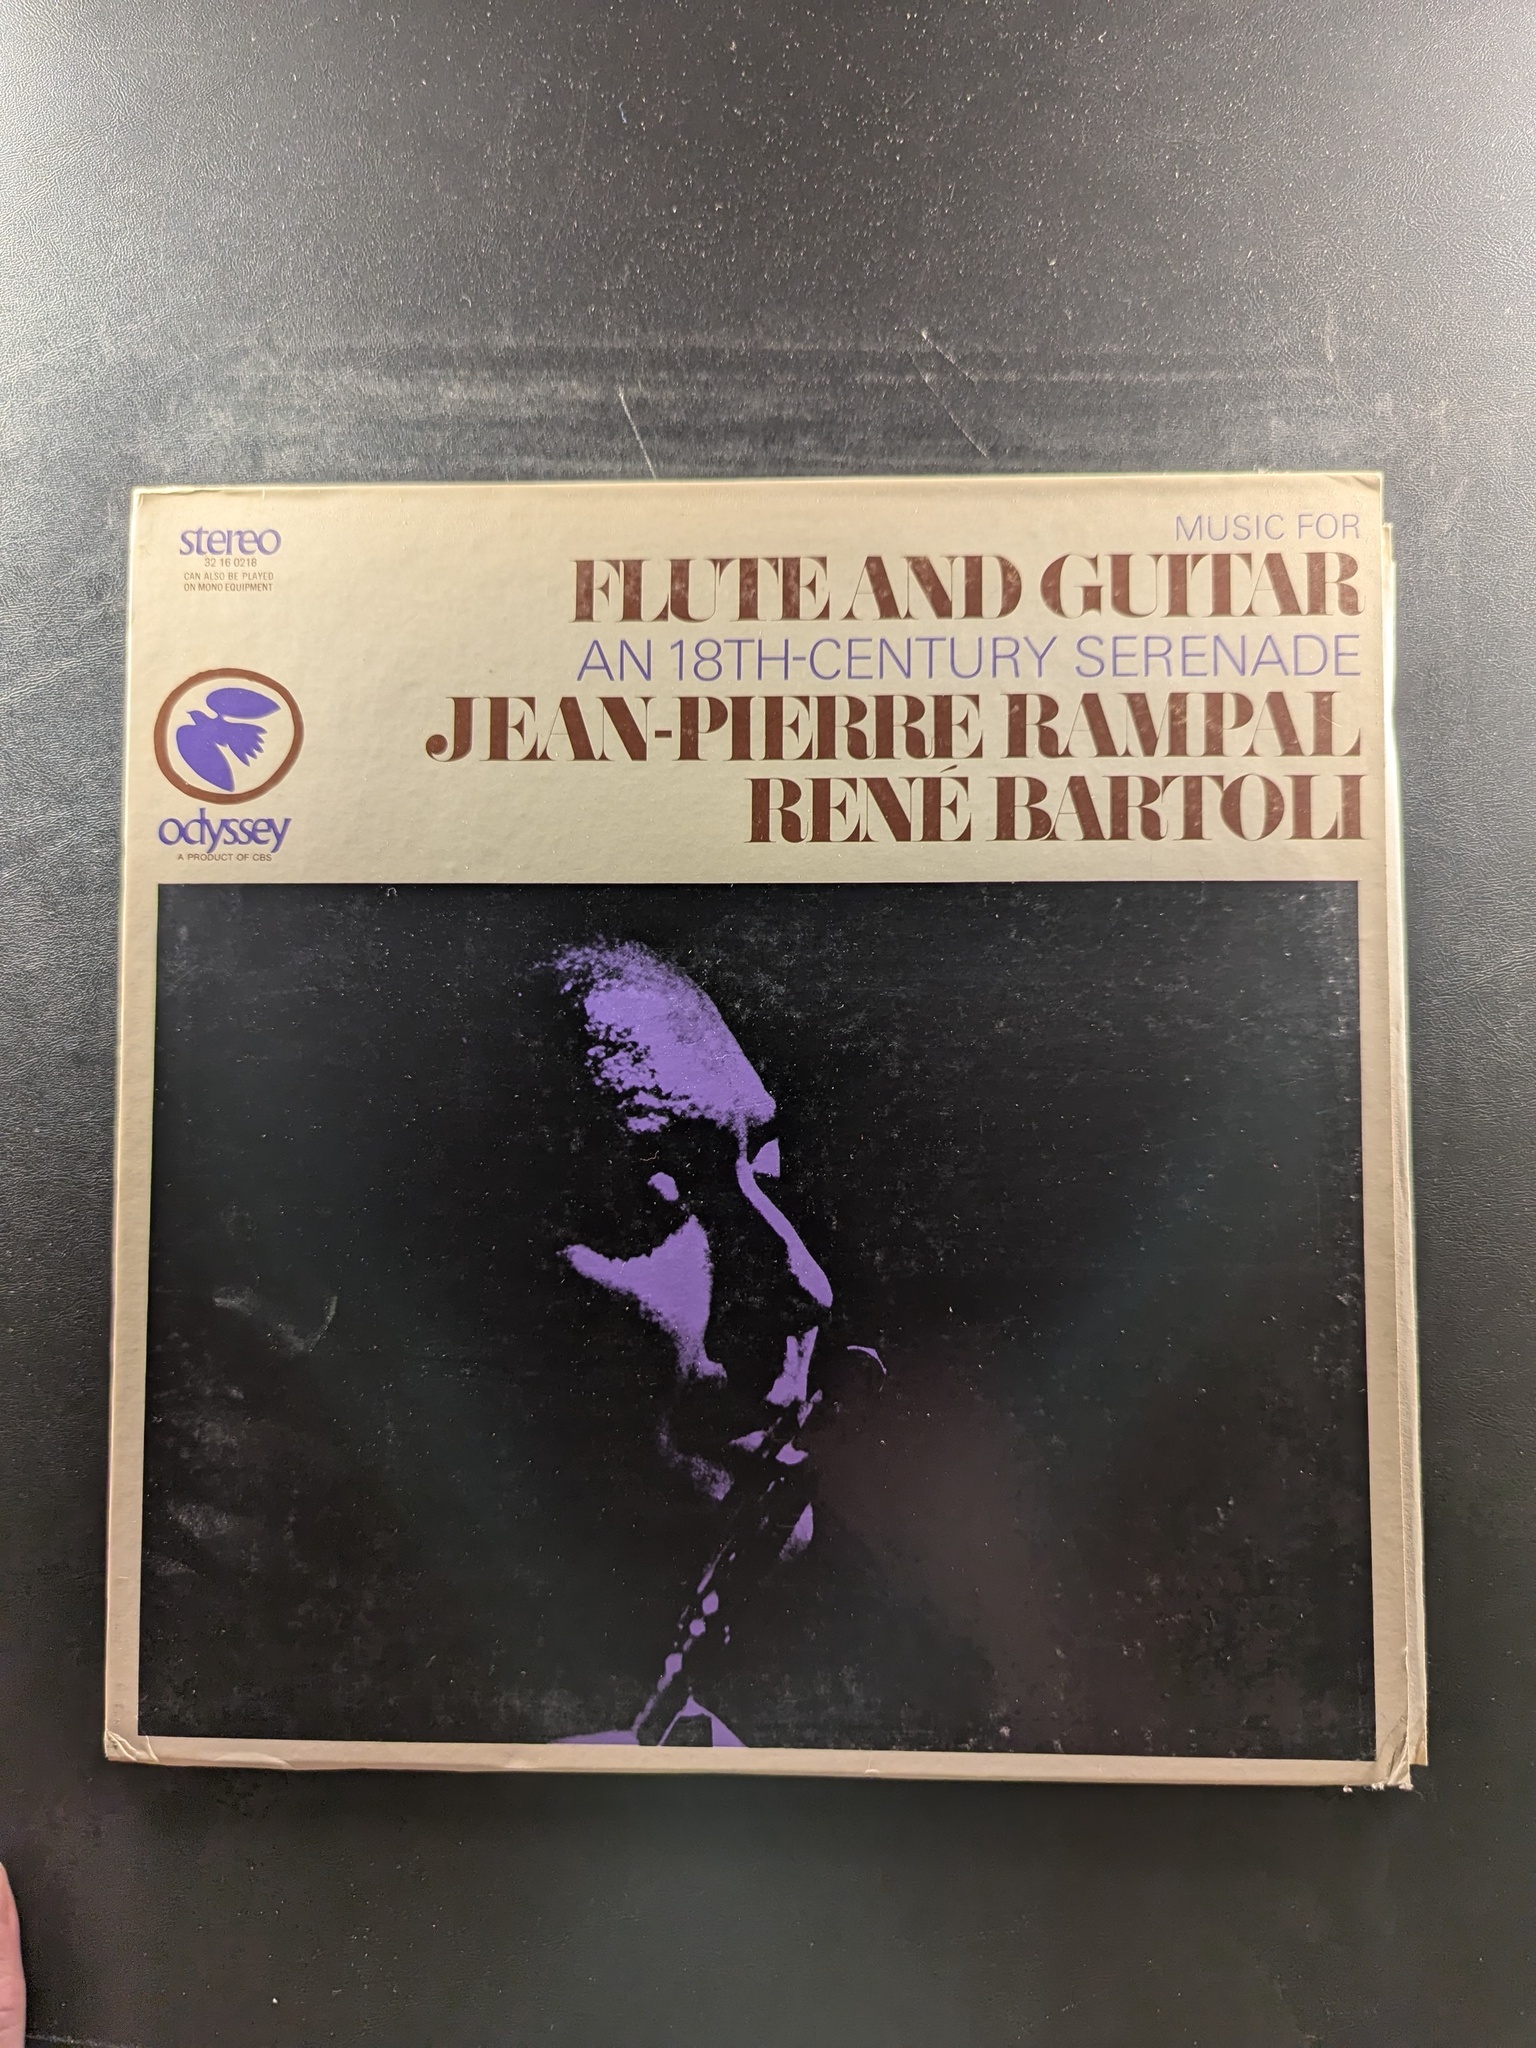 stereo
32 16 0218
CAN ALSO BE PLAYED
ON MONO EQUIPMENT
odyssey
A PRODUCT OF CBS
MUSIC FOR
FLUTE AND GUITAR
AN 18TH-CENTURY SERENADE
JEAN-PIERRE RAMPAL
RENÉ BARTOLI